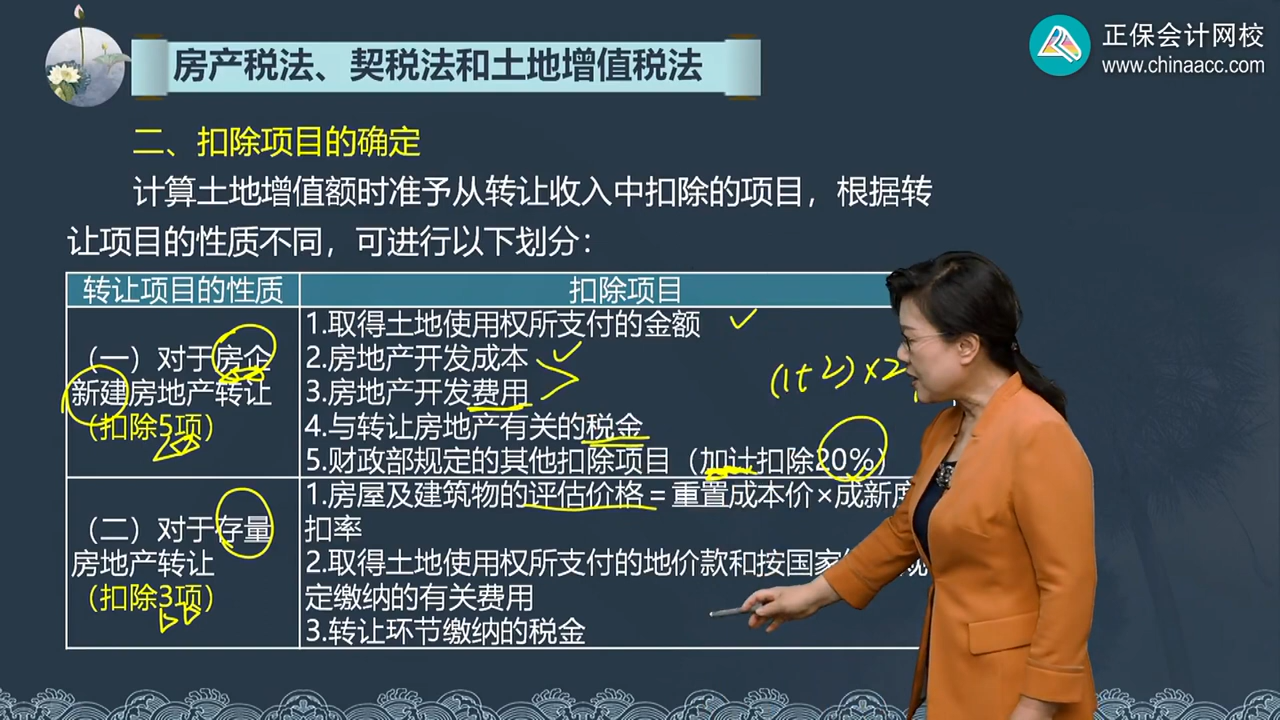 房产税法、契税法和土地增值税法
正保会计网校
www.chinaacc.com
二、扣除项目的确定
计算土地增值额时准予从转让收入中扣除的项目，根据转
让项目的性质不同，可进行以下划分：
转让项目的性质
扣除项目
（一）对于房企
新建房地产转让
（扣除5项）
1.取得土地使用权所支付的金额
2.房地产开发成本
3.房地产开发费用
4.与转让房地产有关的税金
5.财政部规定的其他扣除项目（加计扣除20%）
(1+2)×2
（二）对于存量
房地产转让
（扣除3项）
1.房屋及建筑物的评估价格＝重置成本价×成新度
扣率
2.取得土地使用权所支付的地价款和按国家
定缴纳的有关费用
3.转让环节缴纳的税金